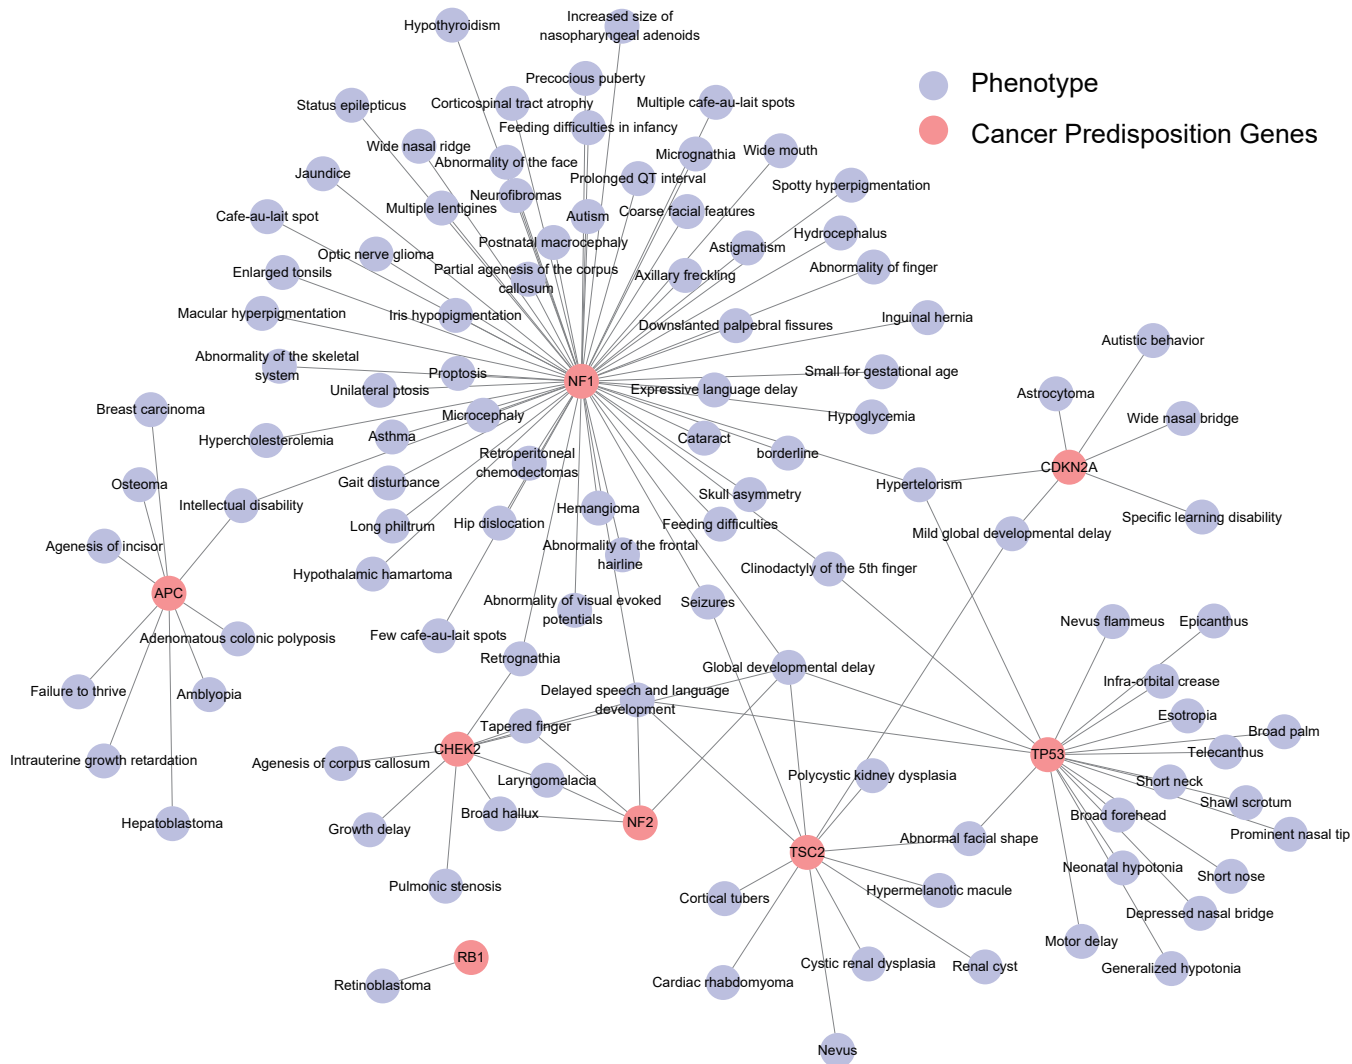 Hypothyroidism
Increased size of
nasopharyngeal adenoids
Precocious puberty
Phenotype
Status epilepticus
Corticospinal tract atrophy
Multiple cafe-au-lait spots
Feeding difficulties in infancy
Cancer Predisposition Genes
Wide nasal ridge
Abnormality of the face
Micrognathia
Wide mouth
Jaundice
Prolonged QT interval
Spotty hyperpigmentation
Neurofibromas
Multiple lentigines
Cafe-au-lait spot
Autism
Coarse facial features
Hydrocephalus
Postnatal macrocephaly
Astigmatism
Optic nerve glioma
Enlarged tonsils
Partial agenesis of the corpus
callosum
Axillary freckling
Abnormality of finger
Macular hyperpigmentation
Iris hypopigmentation
Downslanted palpebral fissures
Inguinal hernia
Autistic behavior
Abnormality of the skeletal
system
Proptosis
NF1
Small for gestational age
Unilateral ptosis
Expressive language delay
Astrocytoma
Breast carcinoma
Microcephaly
Hypoglycemia
Wide nasal bridge
Hypercholesterolemia
Asthma
Cataract
borderline
Retroperitoneal
chemodectomas
CDKN2A
Osteoma
Gait disturbance
Hypertelorism
Intellectual disability
Skull asymmetry
Hemangioma
Specific learning disability
Long philtrum
Hip dislocation
Feeding difficulties
Mild global developmental delay
Agenesis of incisor
Abnormality of the frontal
hairline
Hypothalamic hamartoma
Clinodactyly of the 5th finger
APC
Abnormality of visual evoked
potentials
Seizures
Nevus flammeus
Epicanthus
Adenomatous colonic polyposis
Few cafe-au-lait spots
Retrognathia
Global developmental delay
Infra-orbital crease
Failure to thrive
Amblyopia
Delayed speech and language
development
Esotropia
Tapered finger
Broad palm
CHEK2
TP53
Telecanthus
Intrauterine growth retardation
Agenesis of corpus callosum
Laryngomalacia
Polycystic kidney dysplasia
Short neck
Shawl scrotum
Hepatoblastoma
Growth delay
Broad hallux
NF2
Broad forehead
Prominent nasal tip
Abnormal facial shape
TSC2
Neonatal hypotonia
Short nose
Pulmonic stenosis
Cortical tubers
Hypermelanotic macule
Depressed nasal bridge
Motor delay
RB1
Cystic renal dysplasia
Renal cyst
Generalized hypotonia
Retinoblastoma
Cardiac rhabdomyoma
Nevus